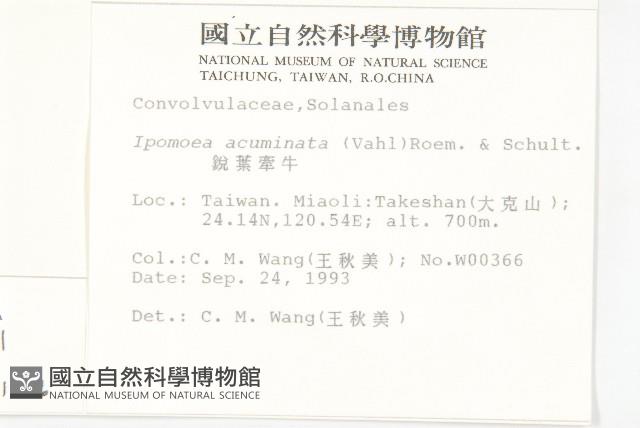 國立自然科學博物館
NATIONAL MUSEUM OF NATURAL SCIENCE
TAICHUNG, TAIWAN, R.O.CHINA
Convolvulaceae,Solanales
Ipomoea acuminata (Vahl)Roem. & Schult.
銳葉牽牛
Loc.: Taiwan. Miaoli:Takeshan(大克山);
24.14N,120.54E; alt. 700m.
Col.:C. M. Wang(王秋美); No.W00366
Date: Sep. 24, 1993
Det.: C. M. Wang(王秋美)
國立自然科學博物館
NATIONAL MUSEUM OF NATURAL SCIENCE